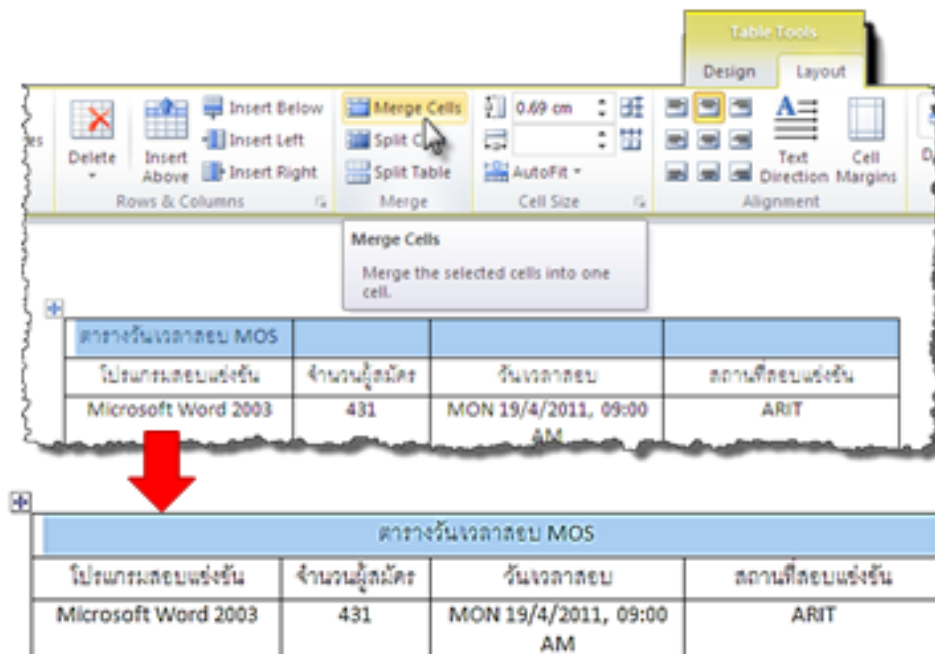 Table Tools
Design Layout
Delete
Insert Above
Insert Below
Insert Left
Insert Right
Rows & Columns
Merge Cells
Split
Split Table
Merge
0.69 cm
AutoFit
Cell Size
Text Direction
Cell Margins
Alignment
Merge Cells
Merge the selected cells into one
cell.
ตารางวันเวลาสอบ MOS
โปรแกรมสอบแข่งขัน จำนวนผู้สมัคร วันเวลาสอบ สถานที่สอบแข่งขัน
Microsoft Word 2003 431 MON 19/4/2011, 09:00 ARIT
AM
ตารางวันเวลาสอบ MOS
โปรแกรมสอบแข่งขัน จำนวนผู้สมัคร วันเวลาสอบ สถานที่สอบแข่งขัน
Microsoft Word 2003 431 MON 19/4/2011, 09:00 ARIT
AM